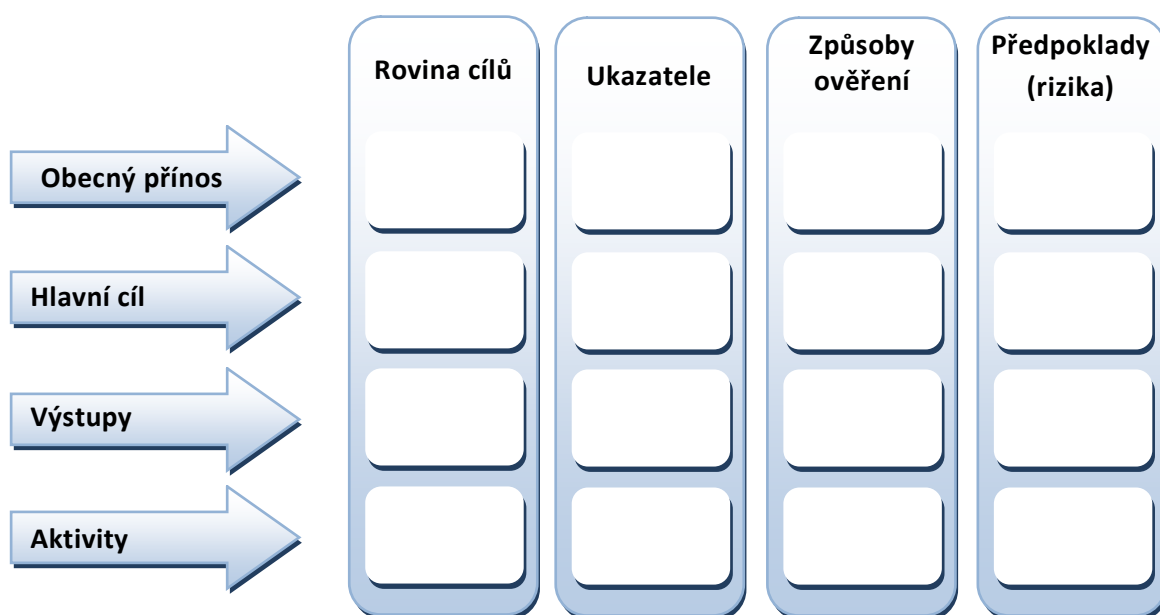 Rovina cílů
Ukazatele
Způsoby
ověření
Předpoklady
(rizika)
Obecný přínos
Hlavní cíl
Výstupy
Aktivity